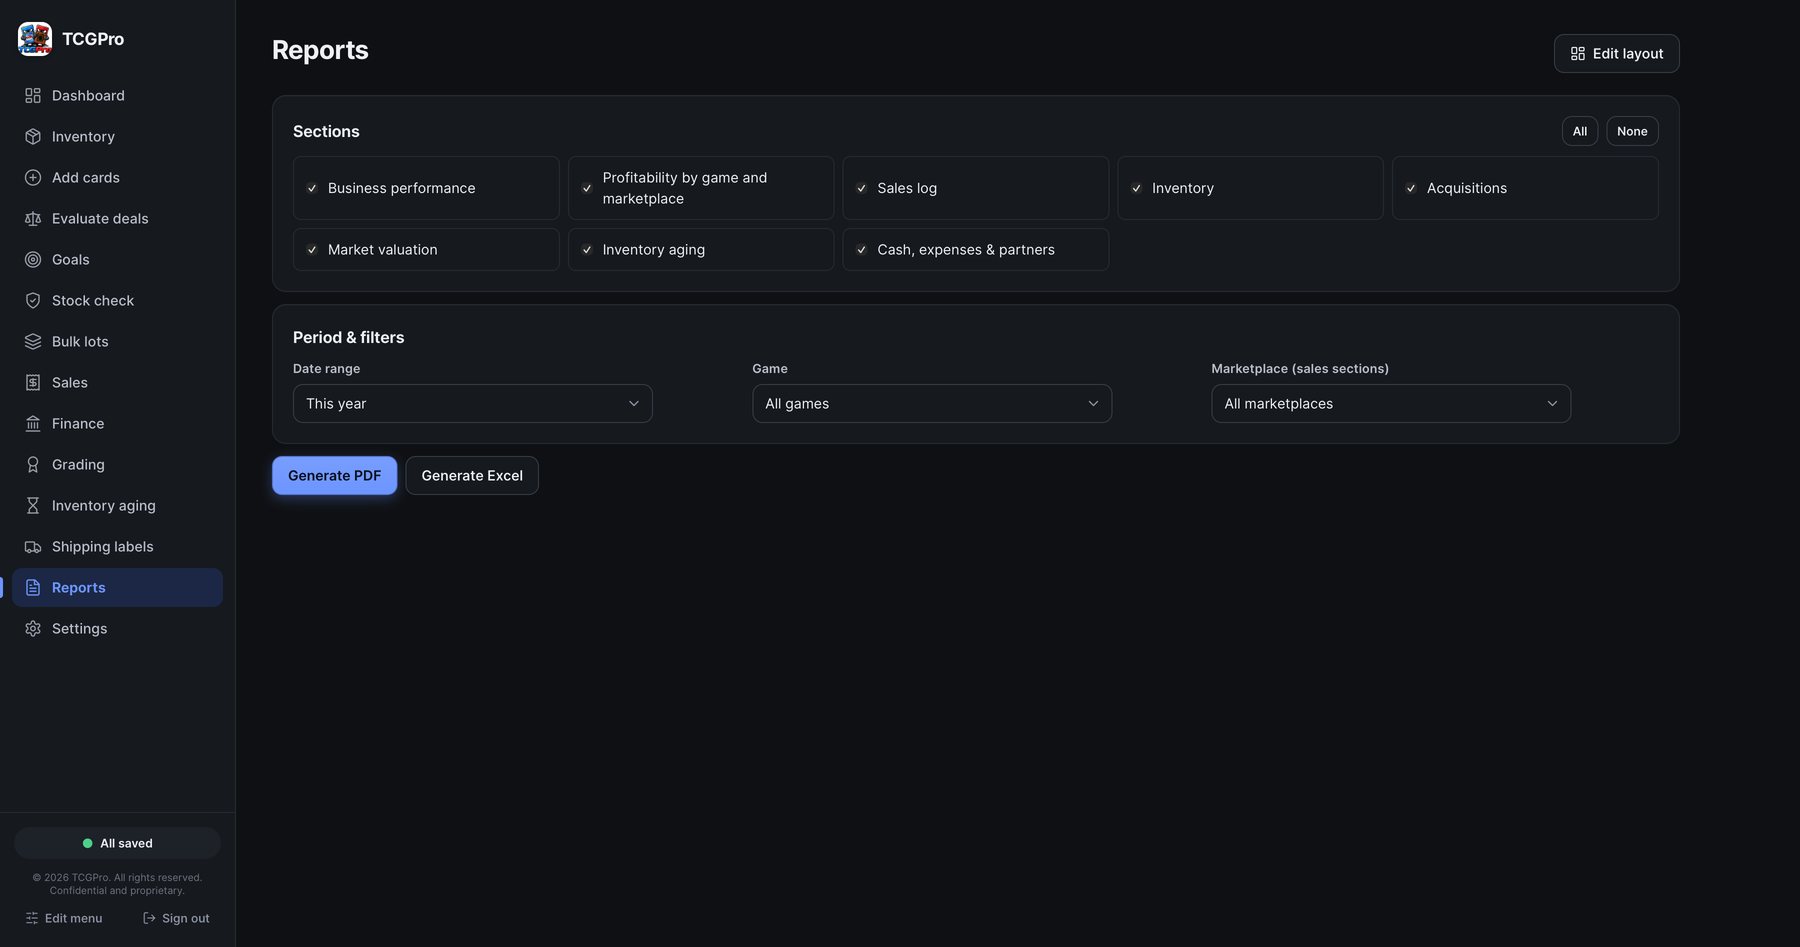 TCGPro
Dashboard
Inventory
Add cards
Evaluate deals
Goals
Stock check
Bulk lots
Sales
Finance
Grading
Inventory aging
Shipping labels
Reports
Settings
All saved
© 2026 TCGPro. All rights reserved.
Confidential and proprietary.
Edit menu
Sign out
Reports
Edit layout
Sections
All
None
Business performance
Profitability by game and
marketplace
Sales log
Inventory
Acquisitions
Market valuation
Inventory aging
Cash, expenses & partners
Period & filters
Date range
Game
Marketplace (sales sections)
This year
All games
All marketplaces
Generate PDF
Generate Excel